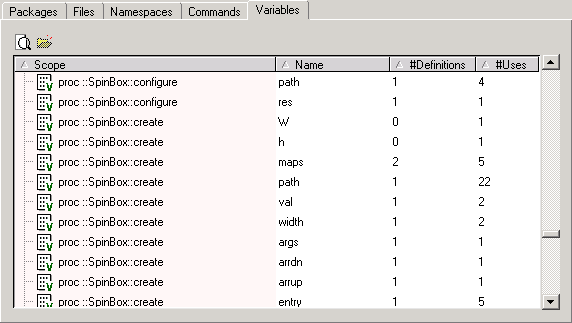 Packages Files Namespaces Commands Variables
Scope Name #Definitions #Uses
proc ::SpinBox::configure path 1 4
proc ::SpinBox::configure res 1 1
proc ::SpinBox::create W 0 1
proc ::SpinBox::create h 0 1
proc ::SpinBox::create maps 2 5
proc ::SpinBox::create path 1 22
proc ::SpinBox::create val 1 2
proc ::SpinBox::create width 1 2
proc ::SpinBox::create args 1 1
proc ::SpinBox::create arrdn 1 1
proc ::SpinBox::create arrup 1 1
proc ::SpinBox::create entry 1 5